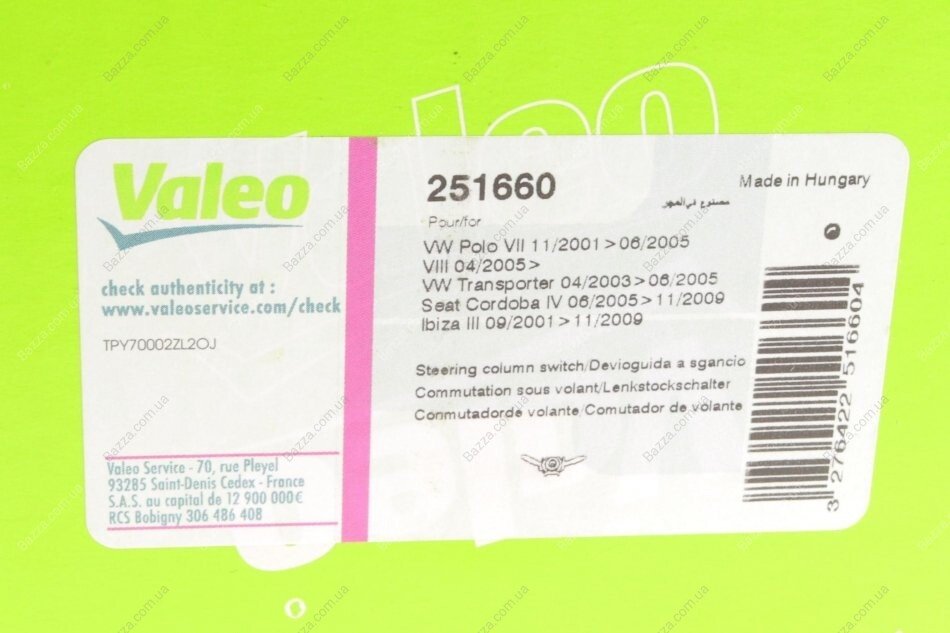 Valeo
Valeo
check authenticity at :
www.valeoservice.com/check
TPY70002ZL2OJ
Valeo Service - 70, rue Pleyel
93285 Saint-Denis Cedex - France
S.A.S. au capital de 12 900 000€
RCS Bobigny 306 486 408
251660
Made in Hungary
مصنوع في المجر
Pour/for
VW Polo VII 11/2001>06/2005
VIII 04/2005>
VW Transporter 04/2003>06/2005
Seat Cordoba IV 06/2005>11/2009
Ibiza III 09/2001>11/2009
Steering column switch/Devioguida a sgancio
Commutation sous volant/Lenkstockschalter
Conmutadorde volante/Comutador de volante
3 276422 516604
Bazza.com.ua